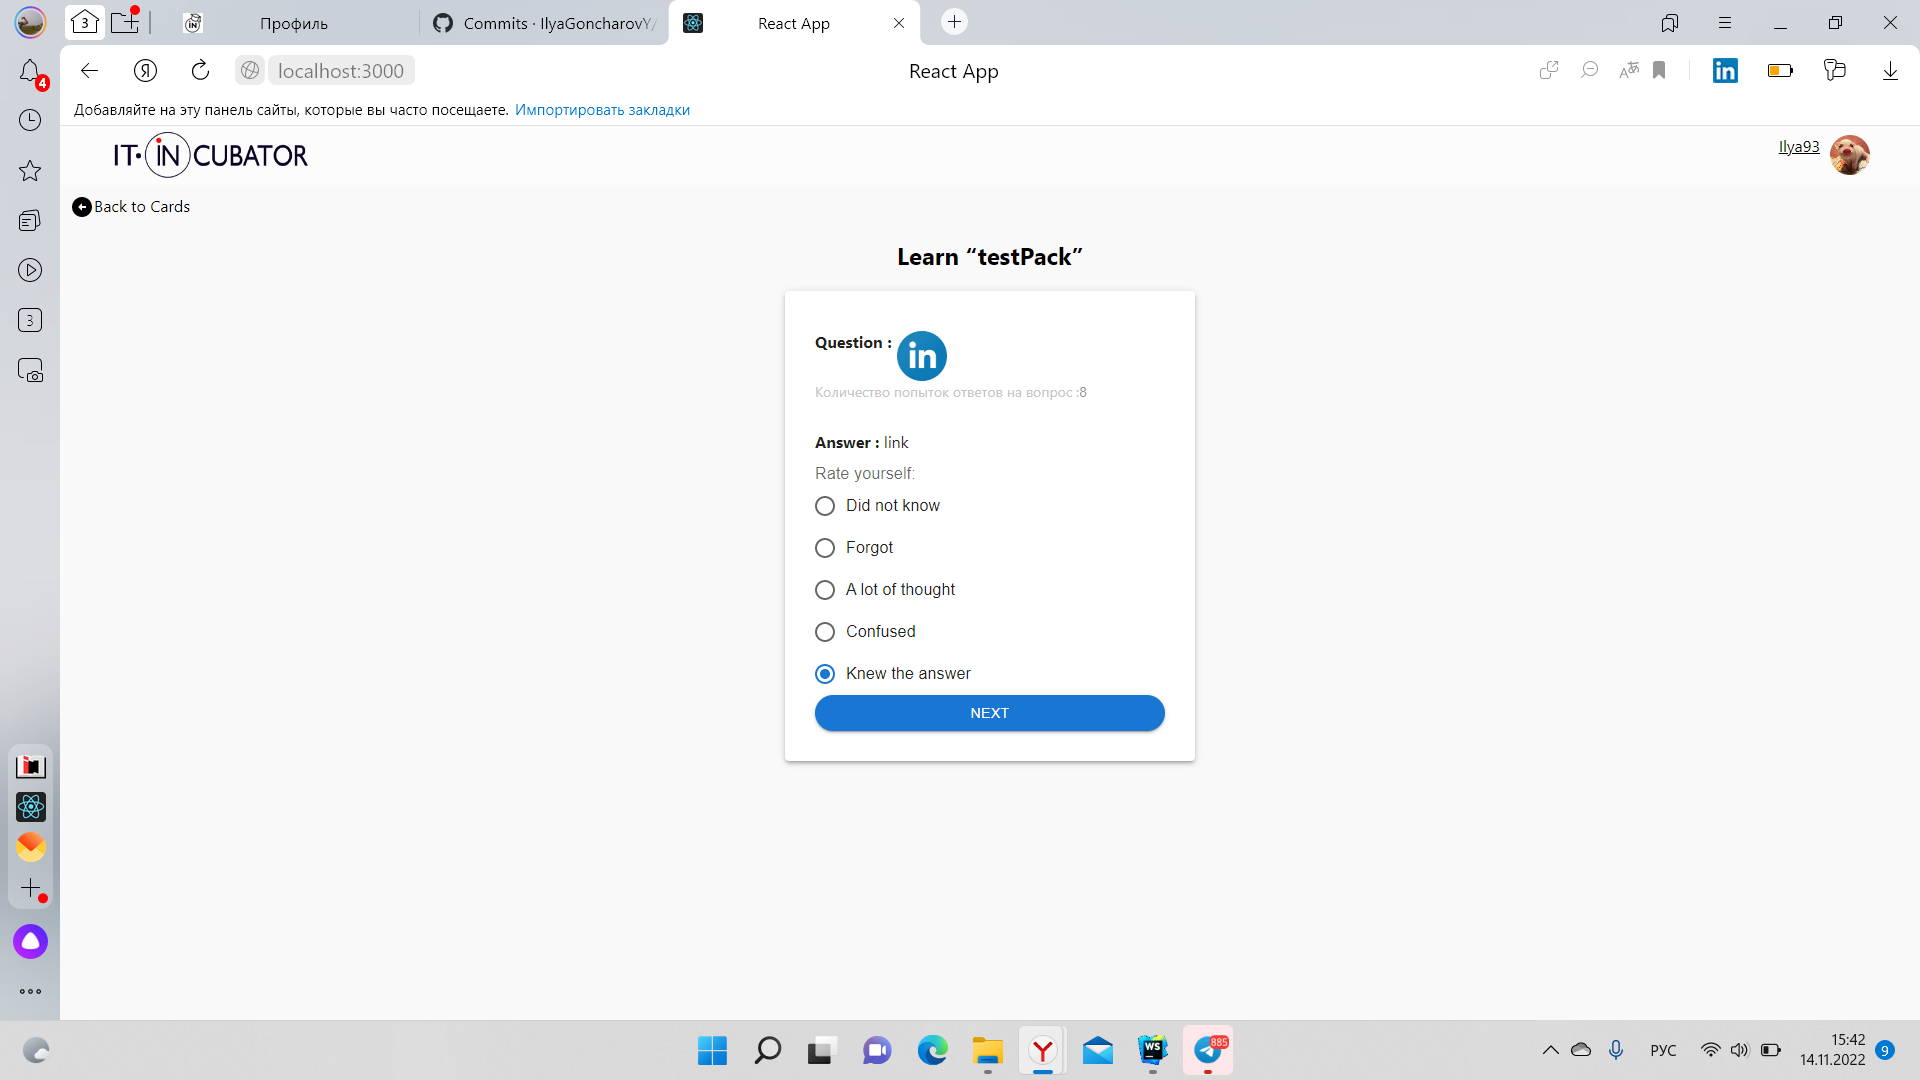 3
Профиль
Commits · IlyaGoncharovY/
React App
4
Я
localhost:3000
React App
in
Добавляйте на эту панель сайты, которые вы часто посещаете. Импортировать закладки
IT·INCUBATOR
Ilya93
Back to Cards
Learn “testPack”
Question :
in
Количество попыток ответов на вопрос :8
Answer : link
Rate yourself:
Did not know
Forgot
A lot of thought
Confused
Knew the answer
NEXT
3
Y
WS
885
РУС
15:42
14.11.2022
9